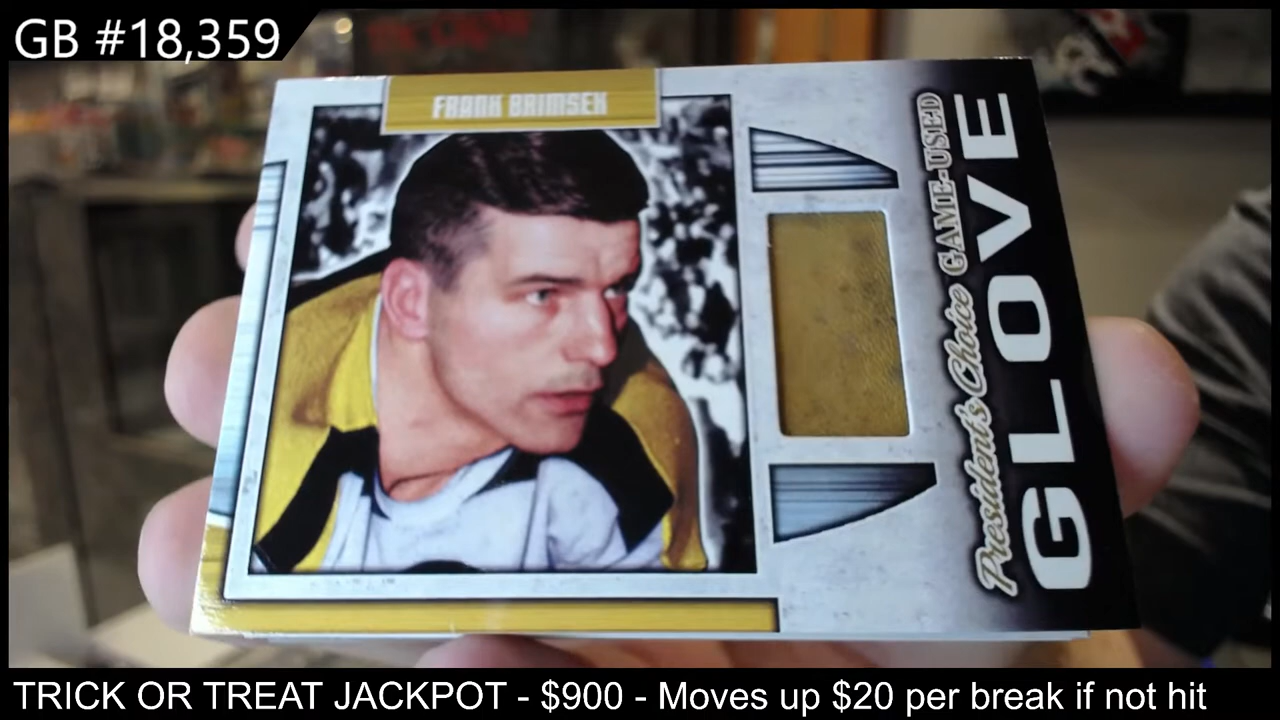 GB #18,359
FRANK BRIMSEK
President's Choice GAME-USED
GLOVE
TRICK OR TREAT JACKPOT - $900 - Moves up $20 per break if not hit